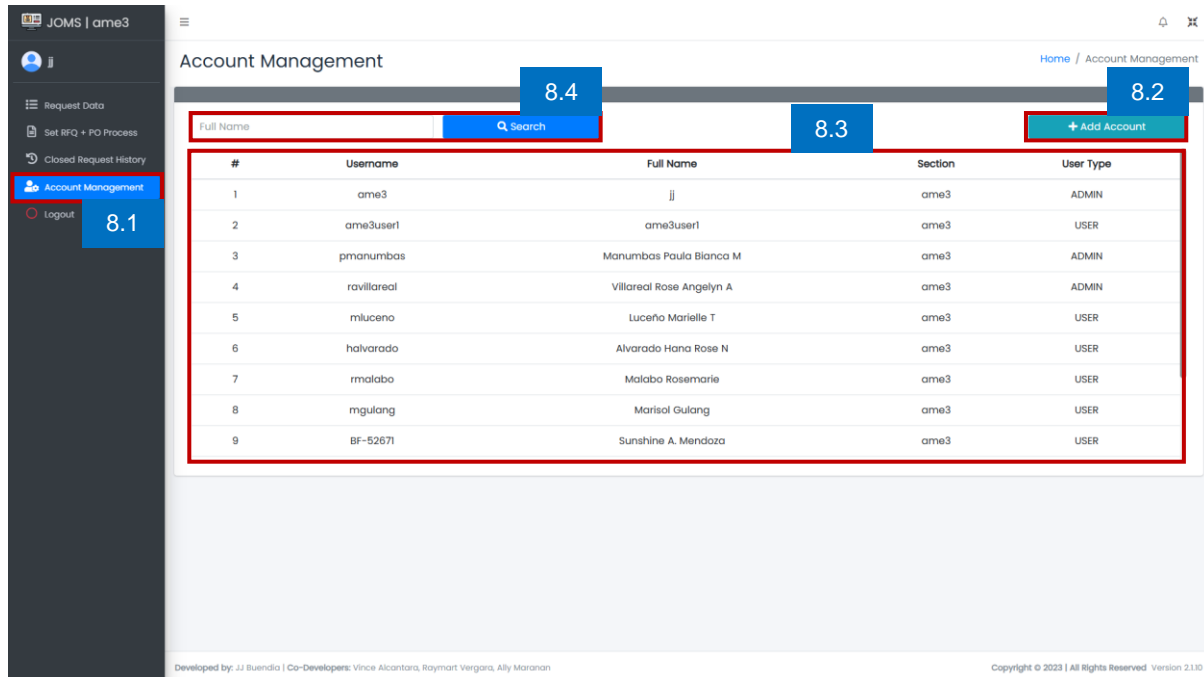 JOMS | ame3
jj
Request Data
Set RFQ + PO Process
Closed Request History
Account Management
Logout
8.1
Account Management
Home / Account Management
8.4
8.2
Full Name
Search
8.3
+ Add Account
# Username Full Name Section User Type
1 ame3 jj ame3 ADMIN
2 ame3user1 ame3user1 ame3 USER
3 pmanumbas Manumbas Paula Bianca M ame3 ADMIN
4 ravillareal Villareal Rose Angelyn A ame3 ADMIN
5 mluceno Luceño Marielle T ame3 USER
6 halvarado Alvarado Hana Rose N ame3 USER
7 rmalabo Malabo Rosemarie ame3 USER
8 mgulang Marisol Gulang ame3 USER
9 BF-52671 Sunshine A. Mendoza ame3 USER
Developed by: JJ Buendia | Co-Developers: Vince Alcantara, Raymart Vergara, Ally Maranan
Copyright © 2023 | All Rights Reserved Version 2.1.10